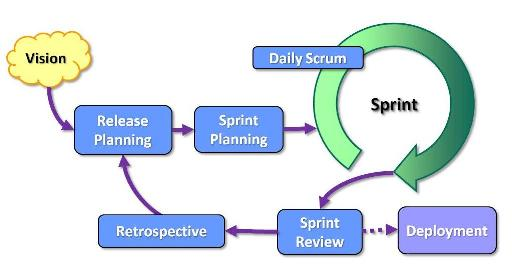 Vision
Daily Scrum
Sprint
Release
Planning
Sprint
Planning
Retrospective
Sprint
Review
Deployment